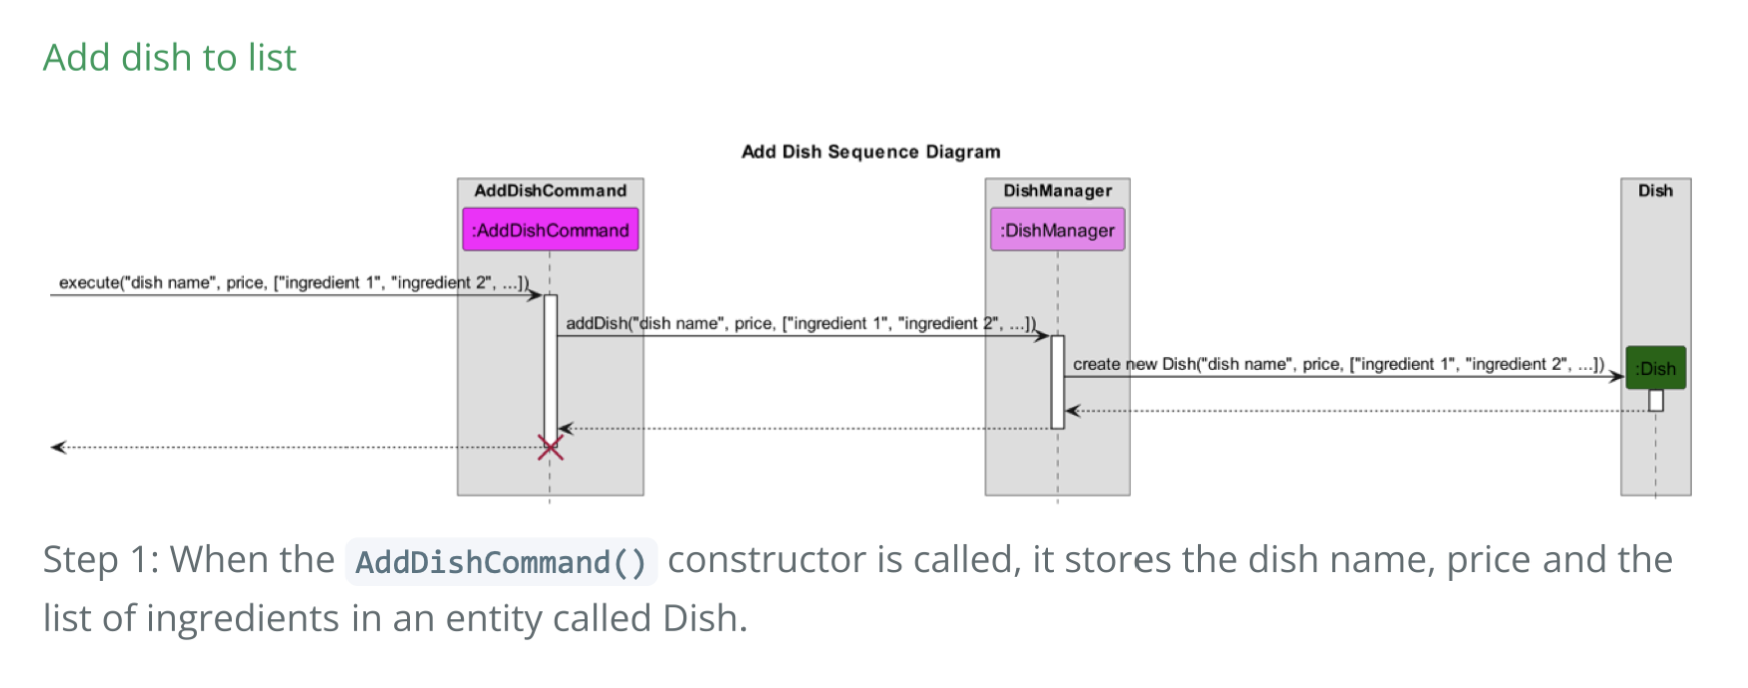 Add dish to list
Add Dish Sequence Diagram
AddDishCommand
DishManager
Dish
:AddDishCommand
:DishManager
execute("dish name", price, ["ingredient 1", "ingredient 2", ...])
addDish("dish name", price, ["ingredient 1", "ingredient 2", ...])
create new Dish("dish name", price, ["ingredient 1", "ingredient 2", ...])
:Dish
Step 1: When the AddDishCommand() constructor is called, it stores the dish name, price and the
list of ingredients in an entity called Dish.